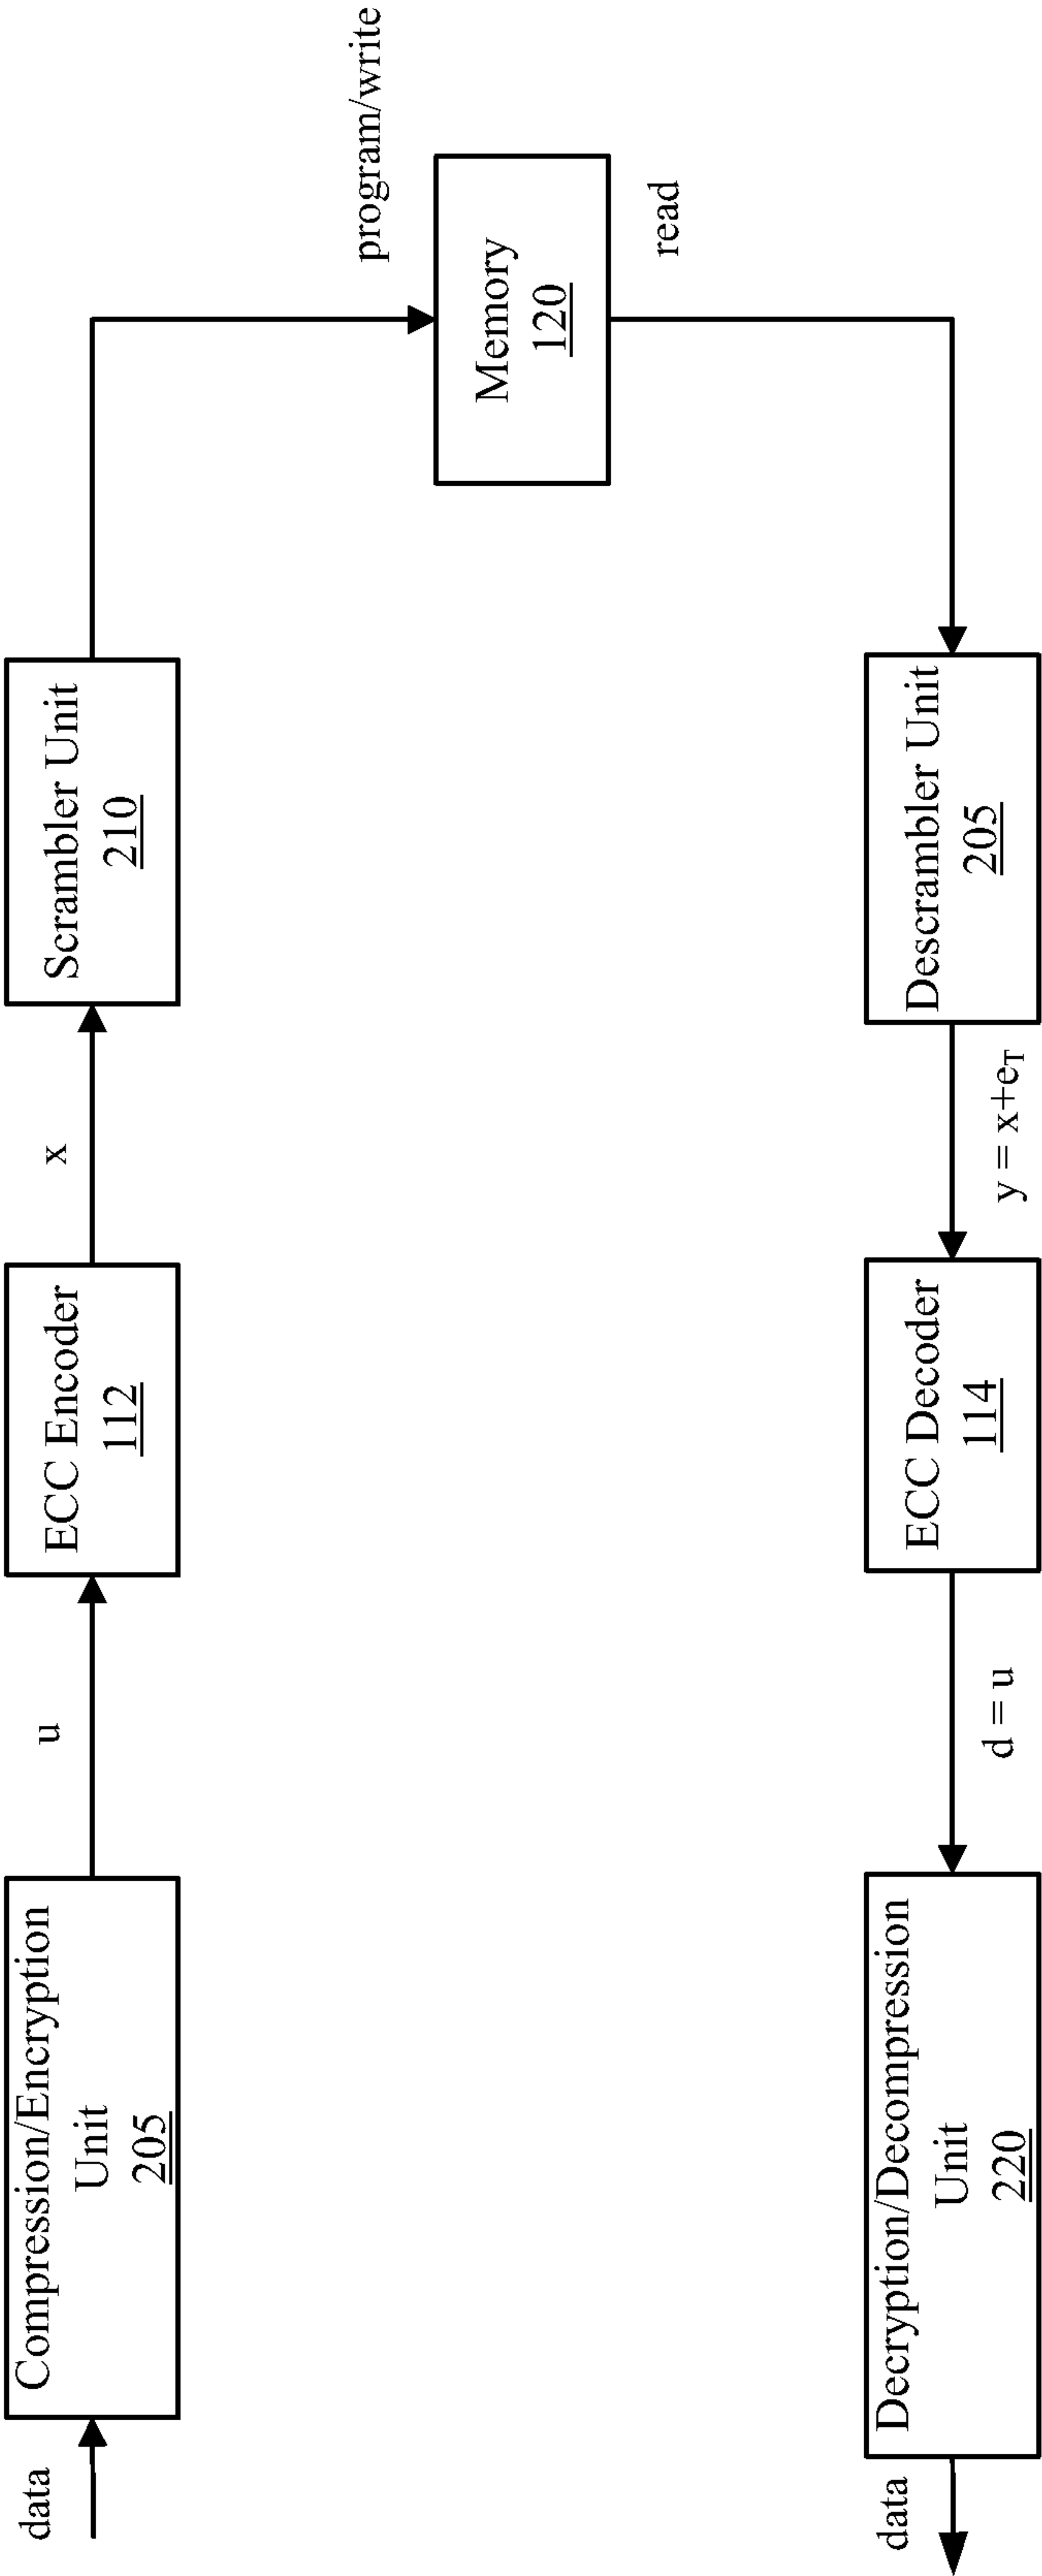 data
Compression/Encryption
Unit
205
u
ECC Encoder
112
x
Scrambler Unit
210
program/write
Memory
120
read
Descrambler Unit
205
y = x+e_T
ECC Decoder
114
d = u
Decryption/Decompression
Unit
220
data